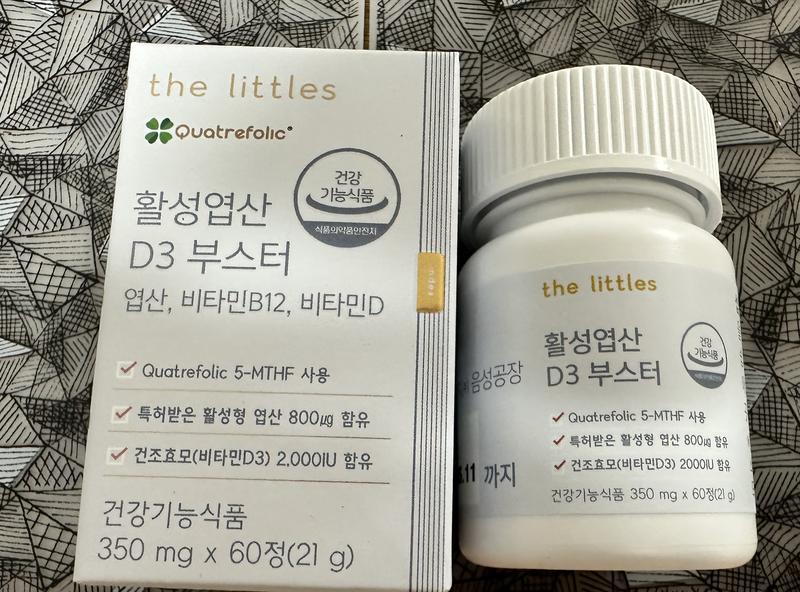 the littles
Quatrefolic®
건강
기능식품
식품의약품안전처
활성엽산
D3 부스터
엽산, 비타민B12, 비타민D
Quatrefolic 5-MTHF 사용
특허받은 활성형 엽산 800㎍ 함유
건조효모(비타민D3) 2,000IU 함유
건강기능식품
350 mg x 60정(21 g)
the littles
활성엽산
D3 부스터
건강
기능식품
음성공장
Quatrefolic 5-MTHF 사용
특허받은 활성형 엽산 800㎍ 함유
건조효모(비타민D3) 2000IU 함유
.11 까지
건강기능식품 350 mg x 60정(21 g)